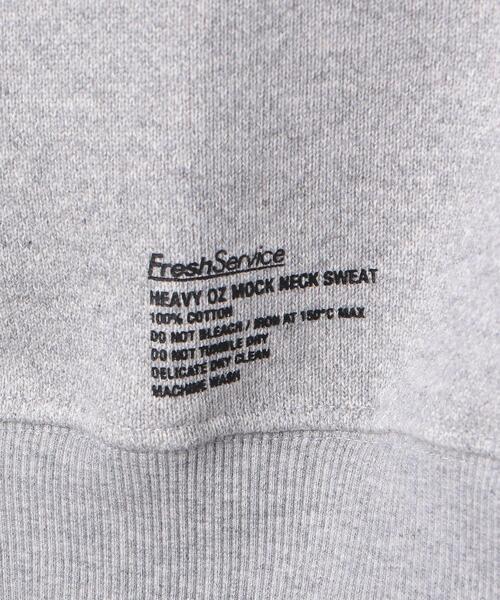 FreshService
HEAVY OZ MOCK NECK SWEAT
100% COTTON
DO NOT BLEACH / IRON AT 150°C MAX
DO NOT TUMBLE DRY
DELICATE DRY CLEAN
MACHINE WASH